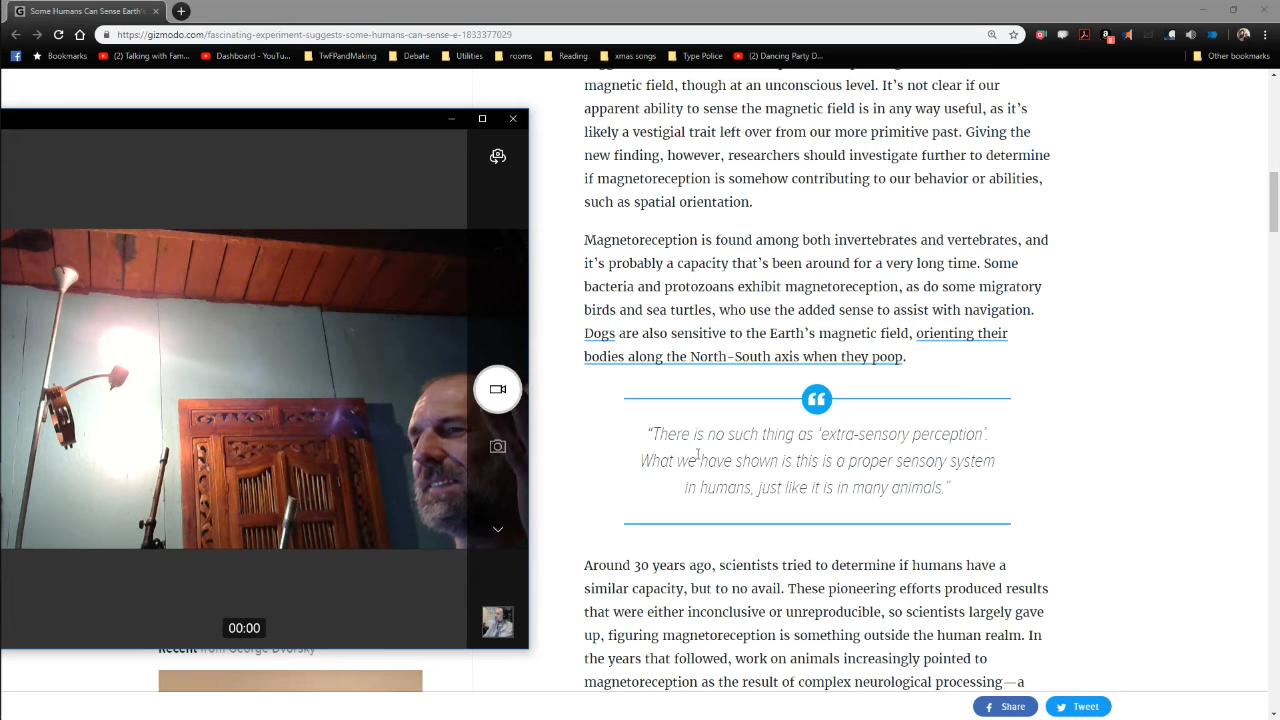 Some Humans Can Sense Earth's
https://gizmodo.com/fascinating-experiment-suggests-some-humans-can-sense-e-1833377029
Bookmarks
(2) Talking with Fam...
Dashboard - YouTu...
TwFPandMaking
Debate
Utilities
rooms
Reading
xmas songs
Type Police
(2) Dancing Party D...
Other bookmarks
magnetic field, though at an unconscious level. It's not clear if our
apparent ability to sense the magnetic field is in any way useful, as it's
likely a vestigial trait left over from our more primitive past. Giving the
new finding, however, researchers should investigate further to determine
if magnetoreception is somehow contributing to our behavior or abilities,
such as spatial orientation.
Magnetoreception is found among both invertebrates and vertebrates, and
it's probably a capacity that's been around for a very long time. Some
bacteria and protozoans exhibit magnetoreception, as do some migratory
birds and sea turtles, who use the added sense to assist with navigation.
Dogs are also sensitive to the Earth's magnetic field, orienting their
bodies along the North-South axis when they poop.
“There is no such thing as ‘extra-sensory perception’.
What we have shown is this is a proper sensory system
in humans, just like it is in many animals.”
Around 30 years ago, scientists tried to determine if humans have a
similar capacity, but to no avail. These pioneering efforts produced results
that were either inconclusive or unreproducible, so scientists largely gave
up, figuring magnetoreception is something outside the human realm. In
the years that followed, work on animals increasingly pointed to
magnetoreception as the result of complex neurological processing—a
00:00
Recent from George Dvorsky
Share
Tweet